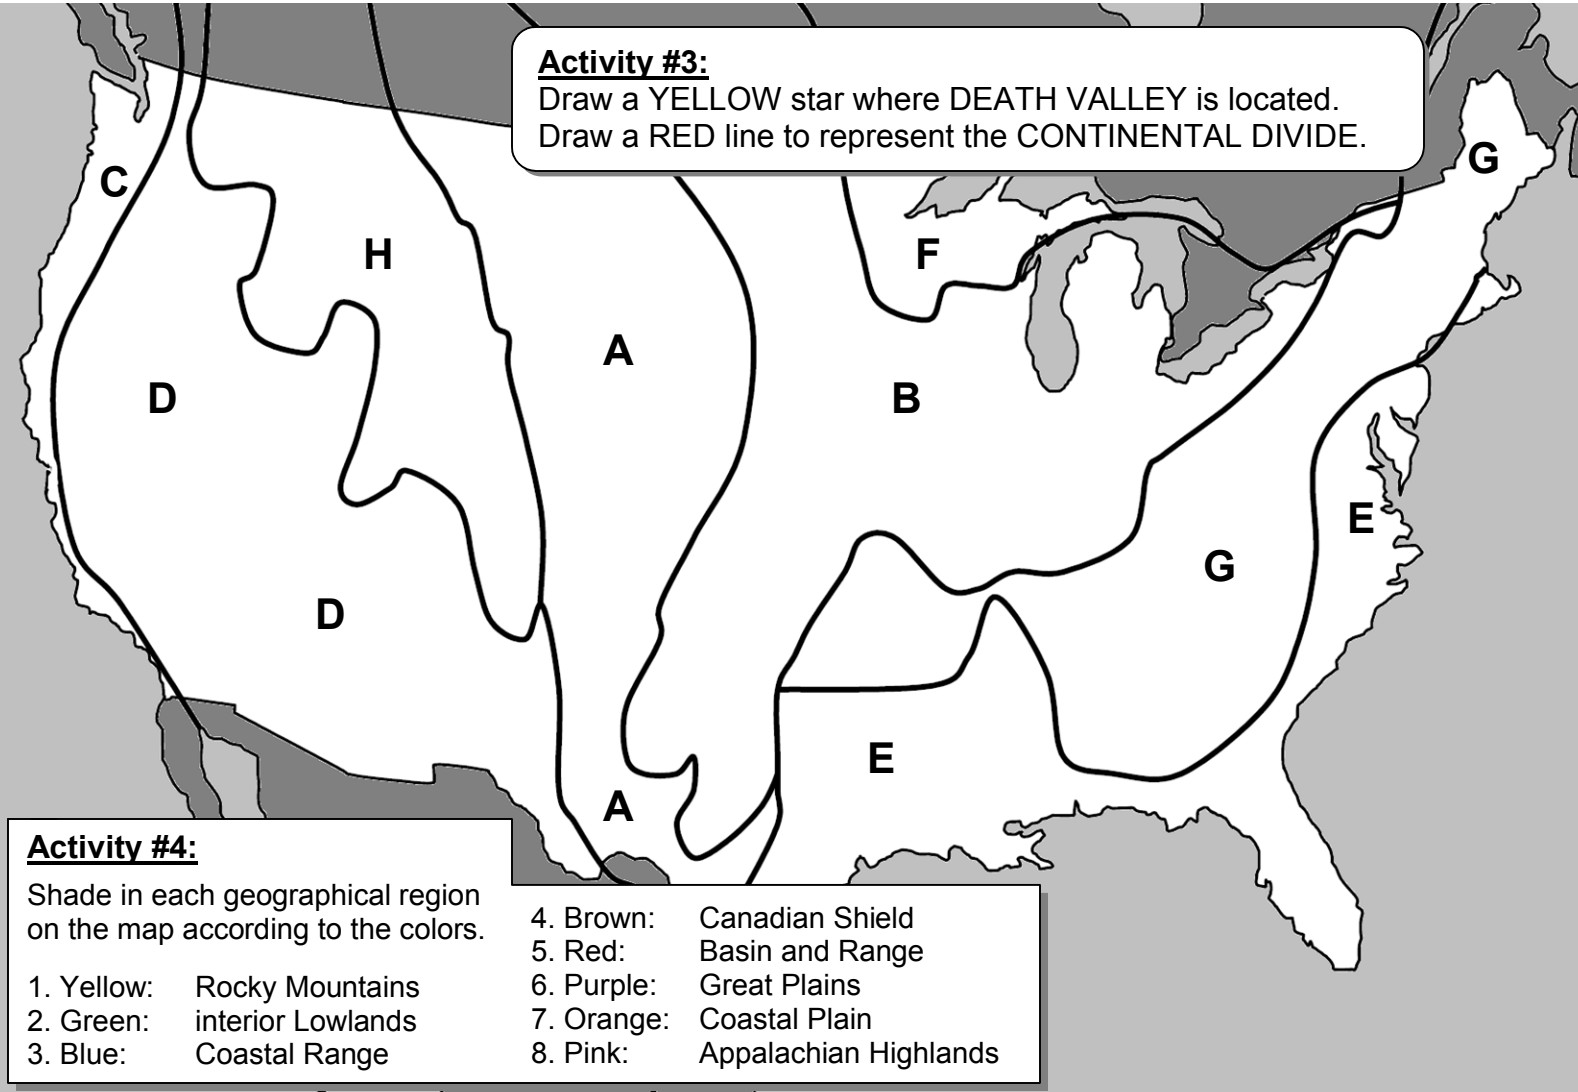 Activity #3:
Draw a YELLOW star where DEATH VALLEY is located.
Draw a RED line to represent the CONTINENTAL DIVIDE.
C
G
H
F
A
D
B
E
G
D
E
A
Activity #4:
Shade in each geographical region
on the map according to the colors.
1. Yellow: Rocky Mountains
2. Green: interior Lowlands
3. Blue: Coastal Range
4. Brown: Canadian Shield
5. Red: Basin and Range
6. Purple: Great Plains
7. Orange: Coastal Plain
8. Pink: Appalachian Highlands